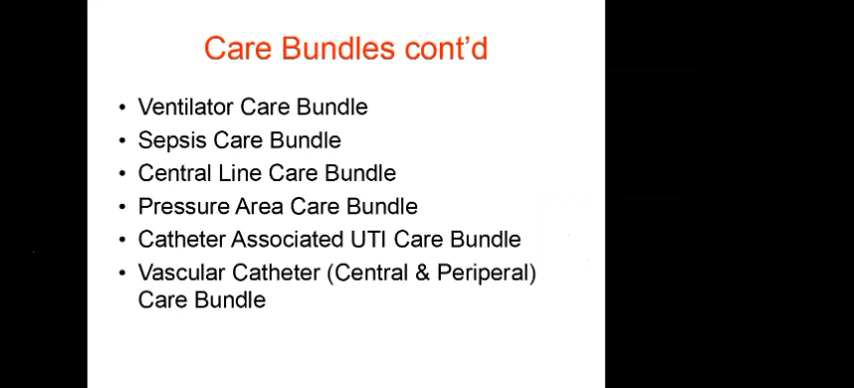 Care Bundles cont'd
• Ventilator Care Bundle
• Sepsis Care Bundle
• Central Line Care Bundle
• Pressure Area Care Bundle
• Catheter Associated UTI Care Bundle
• Vascular Catheter (Central & Periperal)
Care Bundle